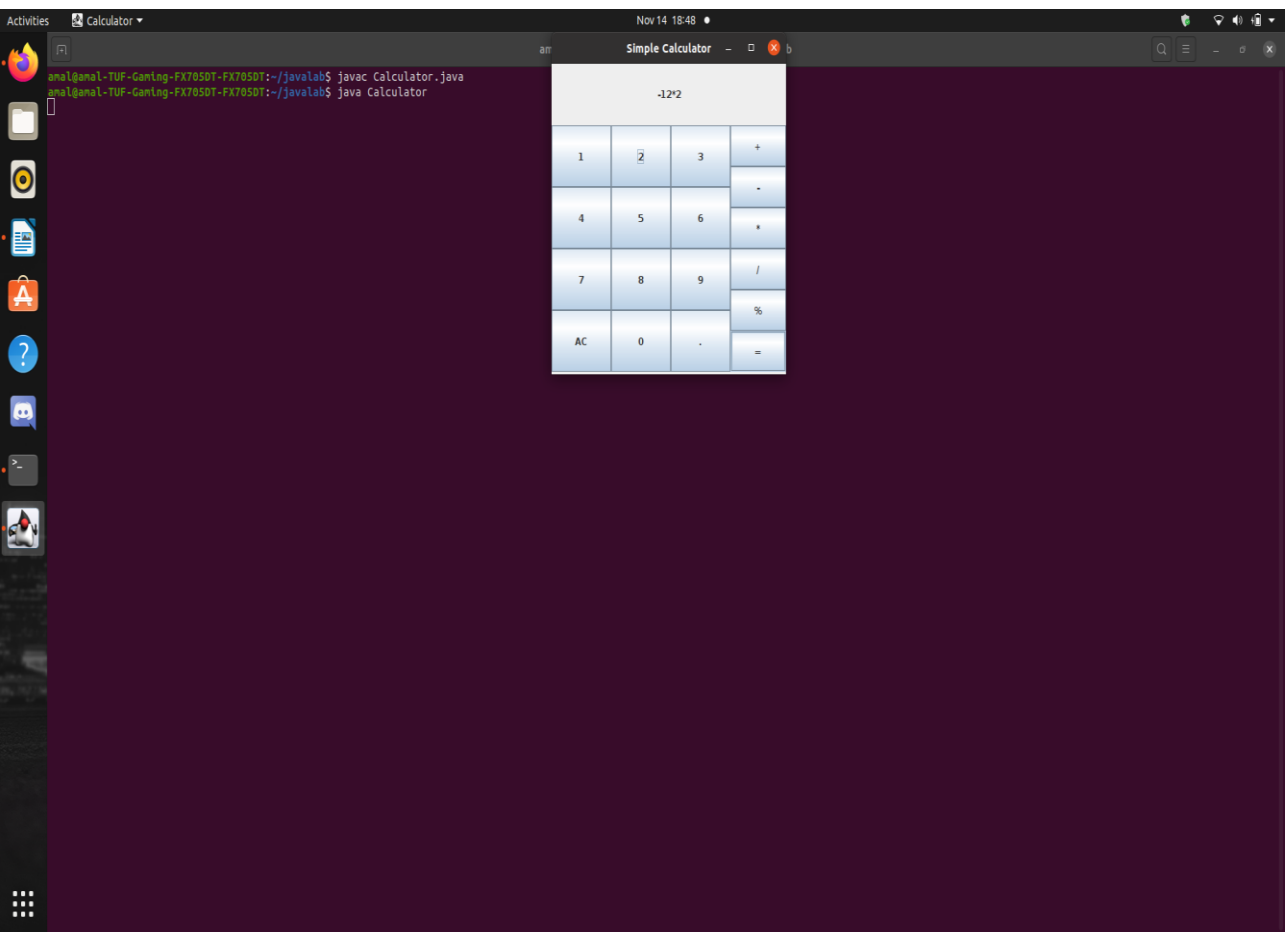 Activities Calculator Nov 14 18:48
am Simple Calculator b
amal@amal-TUF-Gaming-FX705DT-FX705DT:~/javalab$ javac Calculator.java
amal@amal-TUF-Gaming-FX705DT-FX705DT:~/javalab$ java Calculator
-12*2
1 2 3 +
-
4 5 6 *
7 8 9 /
%
AC 0 . =